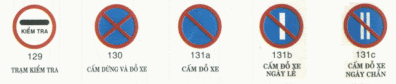 KIỂM TRA
129
TRẠM KIỂM TRA
130
CẤM DỪNG VÀ ĐỖ XE
131a
CẤM ĐỖ XE
131b
CẤM ĐỖ XE
NGÀY LẺ
131c
CẤM ĐỖ XE
NGÀY CHẴN